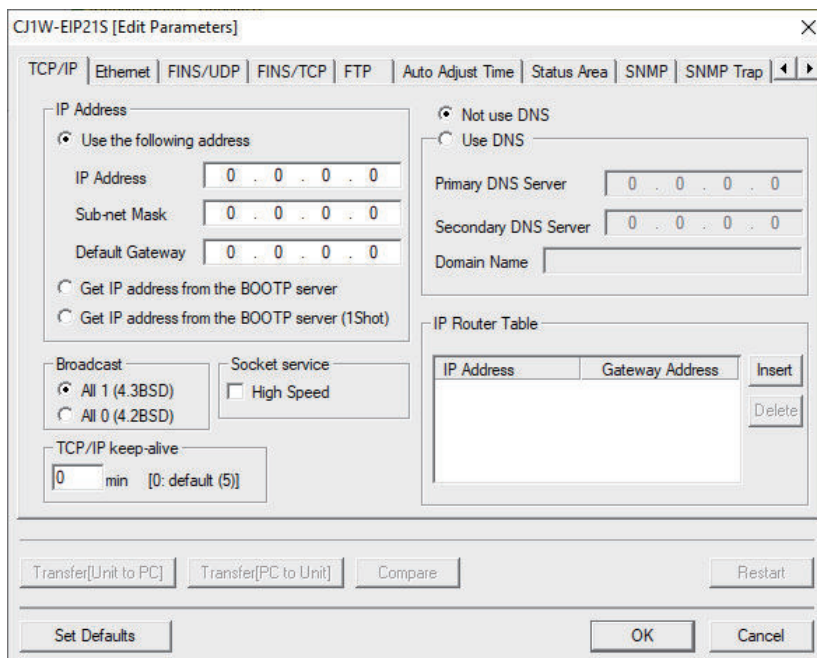 CJ1W-EIP21S [Edit Parameters]
TCP/IP Ethernet FINS/UDP FINS/TCP FTP Auto Adjust Time Status Area SNMP SNMP Trap
IP Address
Use the following address
IP Address 0 . 0 . 0 . 0
Sub-net Mask 0 . 0 . 0 . 0
Default Gateway 0 . 0 . 0 . 0
Get IP address from the BOOTP server
Get IP address from the BOOTP server (1Shot)
Broadcast
All 1 (4.3BSD)
All 0 (4.2BSD)
Socket service
High Speed
TCP/IP keep-alive
0 min [0: default (5)]
Not use DNS
Use DNS
Primary DNS Server 0 . 0 . 0 . 0
Secondary DNS Server 0 . 0 . 0 . 0
Domain Name
IP Router Table
IP Address Gateway Address
Insert
Delete
Transfer[Unit to PC] Transfer[PC to Unit] Compare Restart
Set Defaults OK Cancel